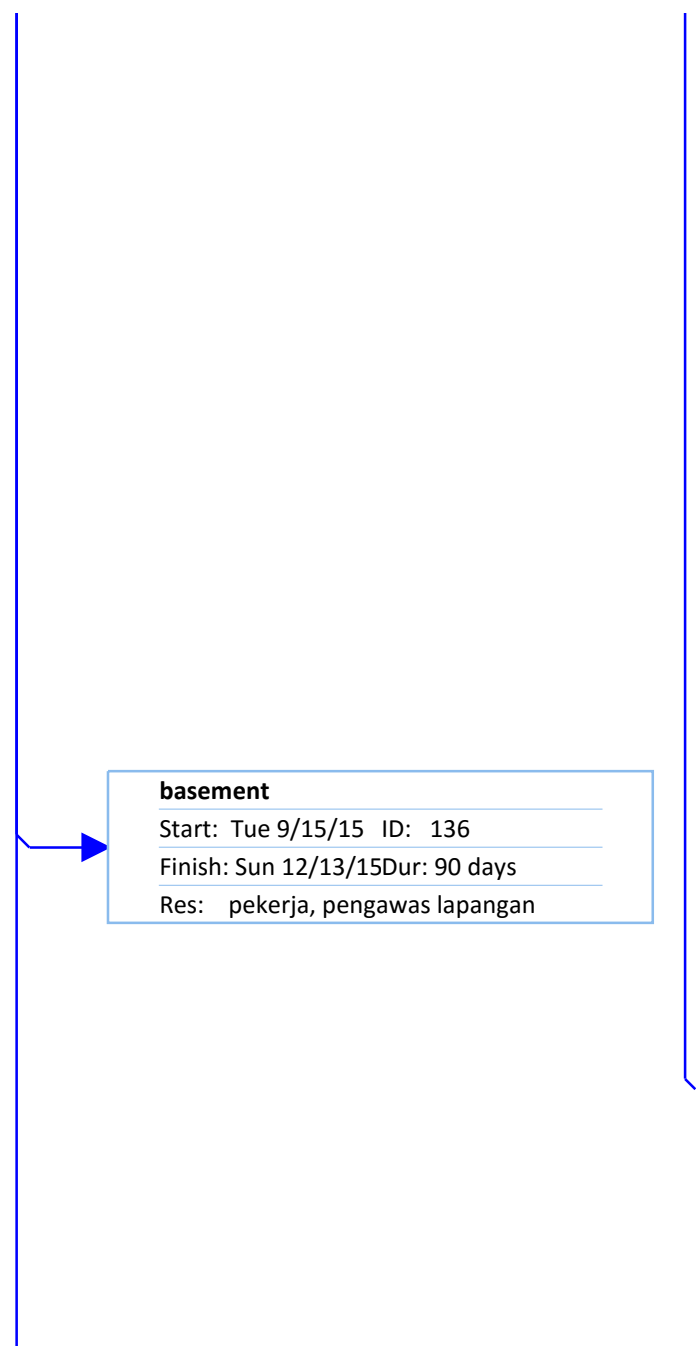 basement
Start: Tue 9/15/15 ID: 136
Finish: Sun 12/13/15Dur: 90 days
Res: pekerja, pengawas lapangan